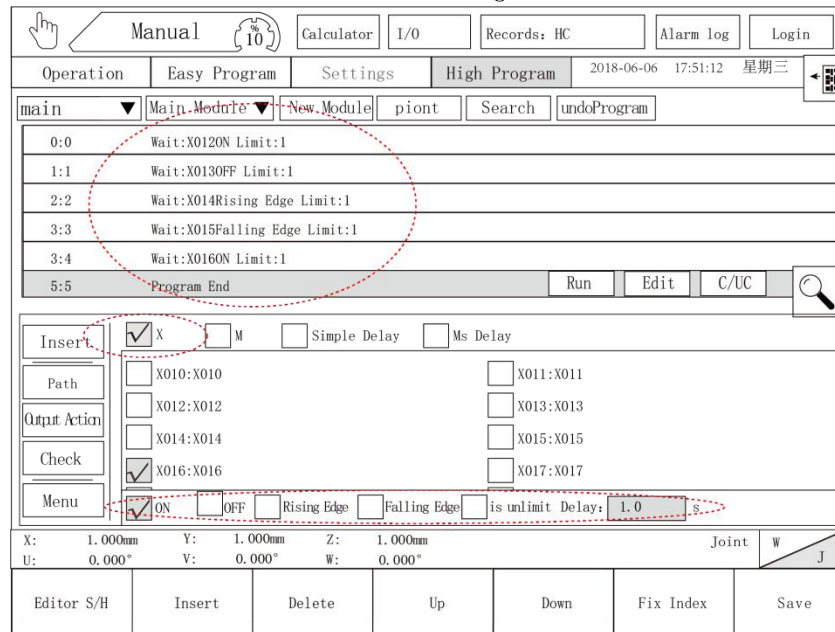 Manual % 10 Calculator I/O Records: HC Alarm log Login
Operation Easy Program Settings High Program 2018-06-06 17:51:12 星期三
main ▼ Main Module ▼ New Module piont Search undoProgram
0:0 Wait:X012ON Limit:1
1:1 Wait:X013OFF Limit:1
2:2 Wait:X014Rising Edge Limit:1
3:3 Wait:X015Falling Edge Limit:1
3:4 Wait:X016ON Limit:1
5:5 Program End Run Edit C/UC
Insert X M Simple Delay Ms Delay
Path X010:X010 X011:X011
X012:X012 X013:X013
Output Action
X014:X014 X015:X015
Check X016:X016 X017:X017
Menu ON OFF Rising Edge Falling Edge is unlimit Delay: 1.0 s
X: 1.000mm Y: 1.000mm Z: 1.000mm Joint W
U: 0.000° V: 0.000° W: 0.000° J
Editor S/H Insert Delete Up Down Fix Index Save